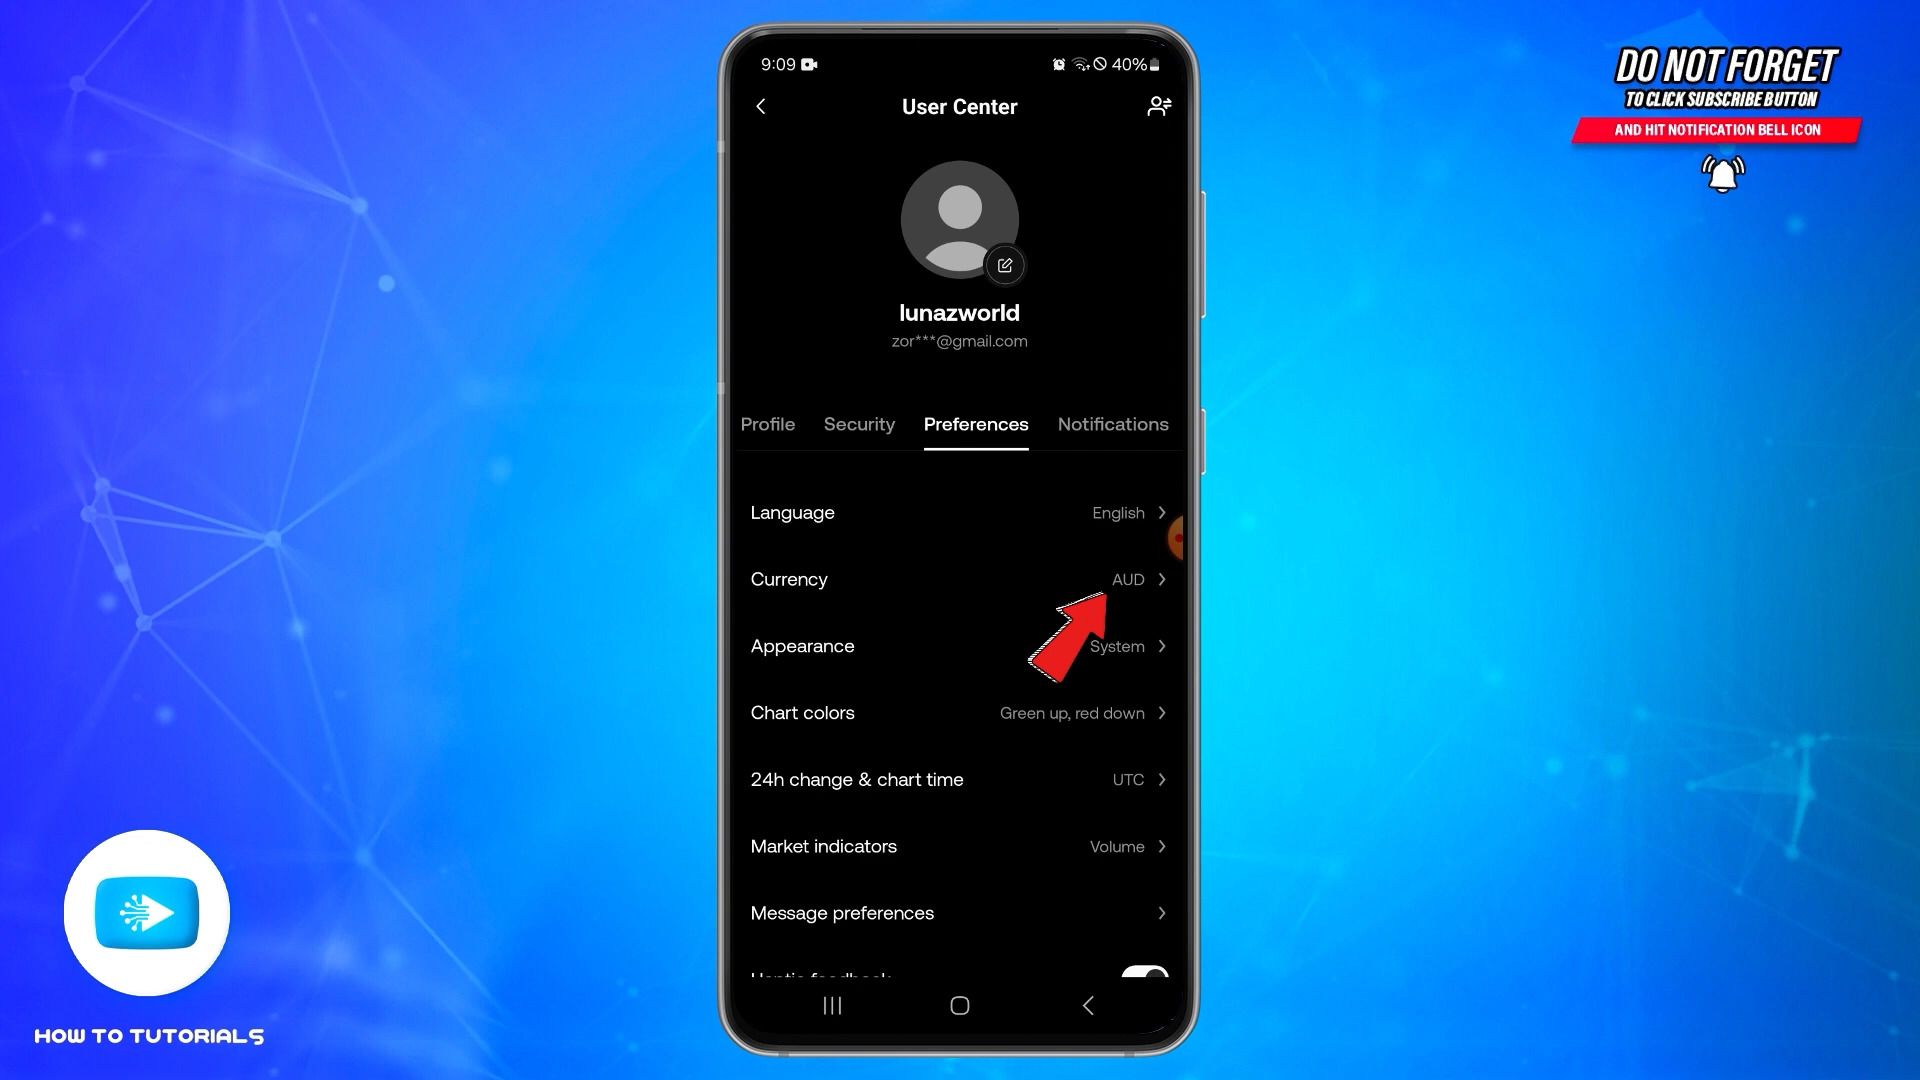 DO NOT FORGET
TO CLICK SUBSCRIBE BUTTON
AND HIT NOTIFICATION BELL ICON
9:09
40%
User Center
lunazworld
zor***@gmail.com
Profile Security Preferences Notifications
Language English
Currency AUD
Appearance System
Chart colors Green up, red down
24h change & chart time UTC
Market indicators Volume
Message preferences
Haptic feedback
HOW TO TUTORIALS